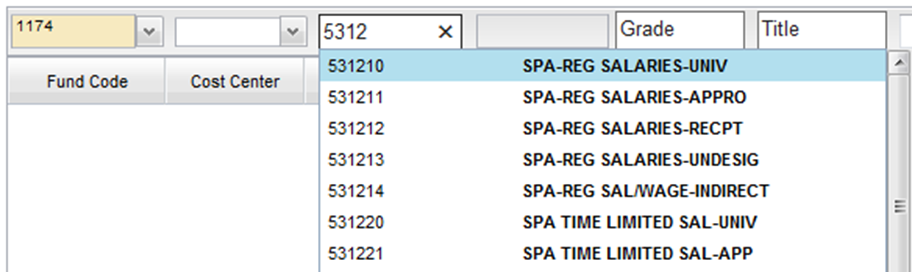 1174 5312 ✕ Grade Title
Fund Code Cost Center
531210 SPA-REG SALARIES-UNIV
531211 SPA-REG SALARIES-APPRO
531212 SPA-REG SALARIES-RECPT
531213 SPA-REG SALARIES-UNDESIG
531214 SPA-REG SAL/WAGE-INDIRECT
531220 SPA TIME LIMITED SAL-UNIV
531221 SPA TIME LIMITED SAL-APP